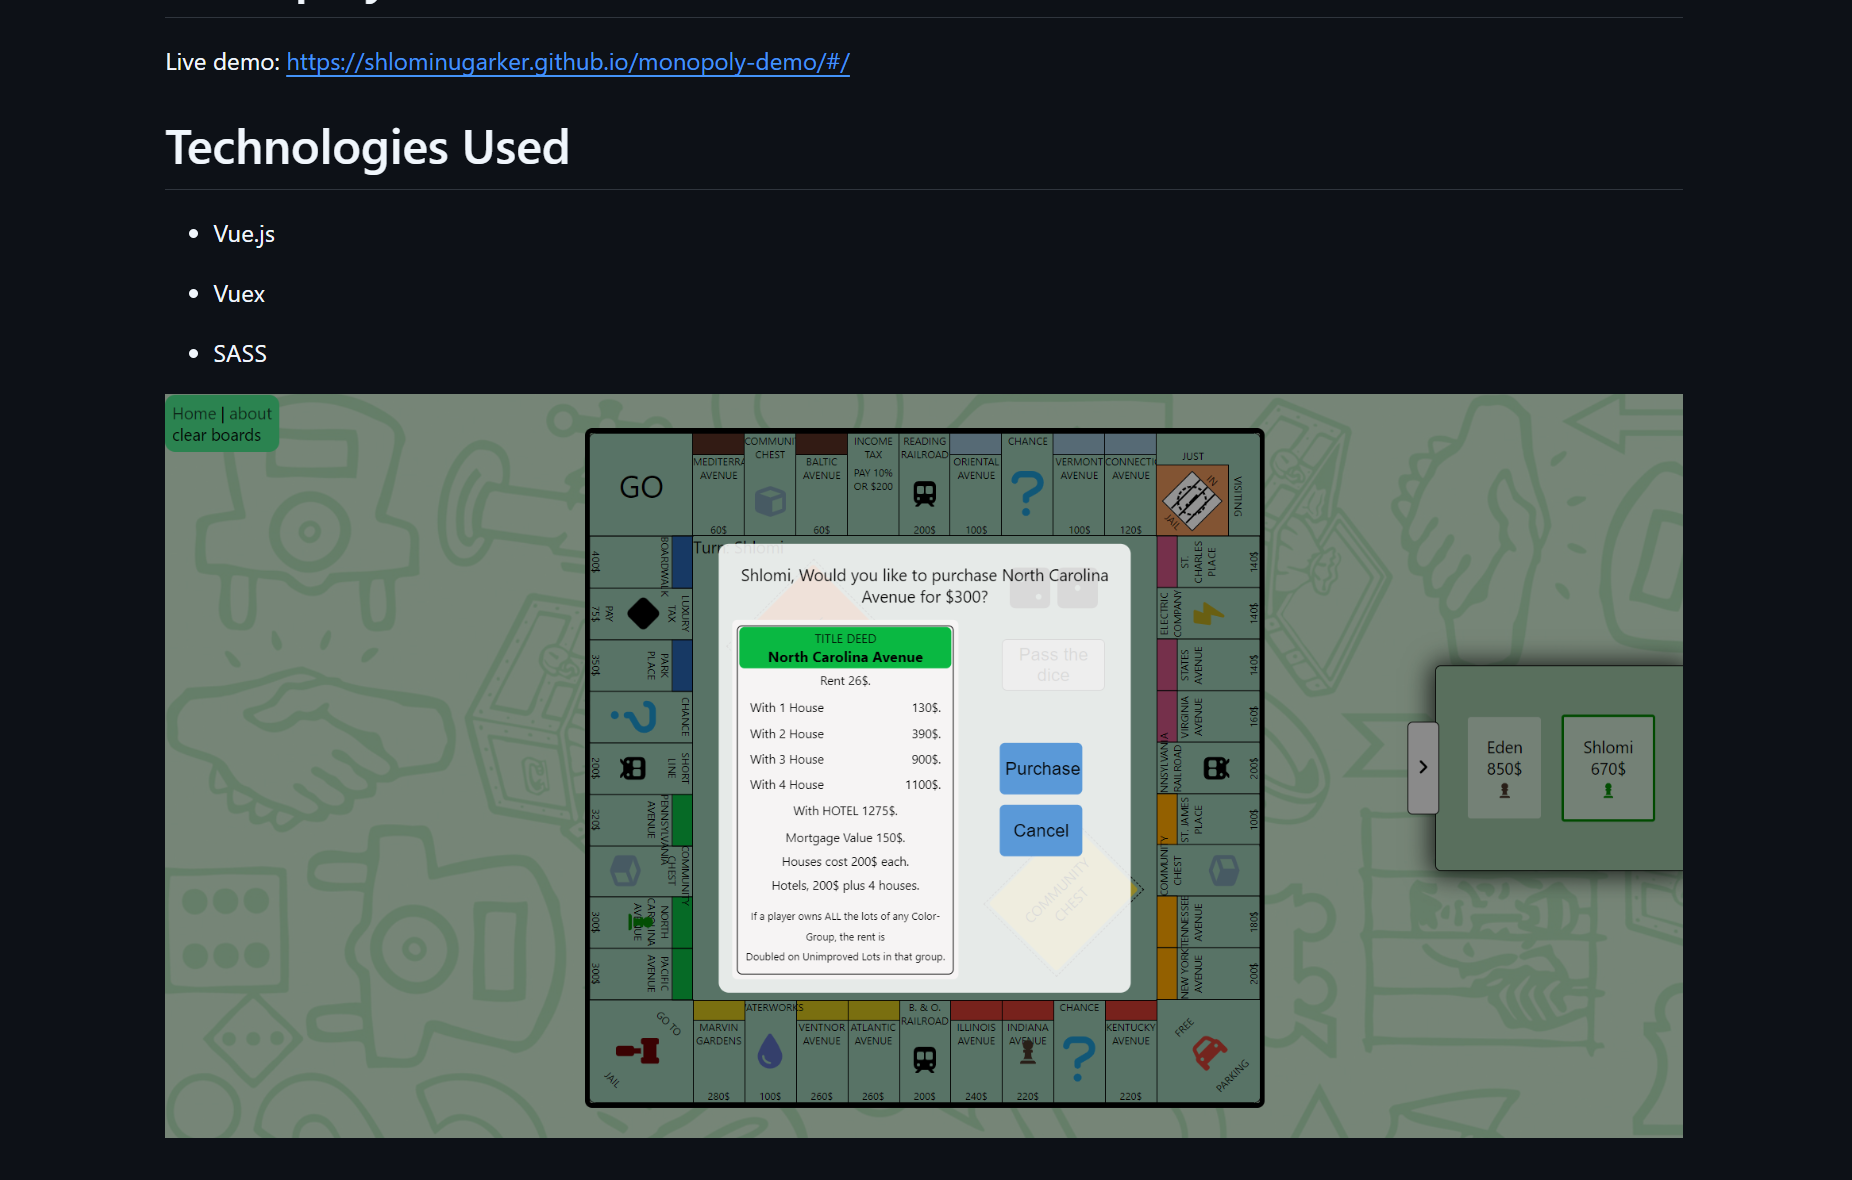 Live demo: https://shlominugarker.github.io/monopoly-demo/#/
Technologies Used
Vue.js
Vuex
SASS
Home | about
clear boards
GO
MEDITERRA
AVENUE
60$
COMMUNI
CHEST
BALTIC
AVENUE
60$
INCOME
TAX
PAY 10%
OR $200
READING
RAILROAD
200$
ORIENTAL
AVENUE
100$
CHANCE
VERMONT
AVENUE
100$
CONNECTI
AVENUE
120$
JUST
VISITING
IN
JAIL
BOARDWALK
400$
LUXURY
TAX
PAY
75$
PARK
PLACE
350$
CHANCE
SHORT
LINE
200$
PENNSYLVANIA
AVENUE
320$
COMMUNITY
CHEST
NORTH
CAROLINA
AVENUE
300$
PACIFIC
AVENUE
300$
Turn: Shlomi
Shlomi, Would you like to purchase North Carolina
Avenue for $300?
TITLE DEED
North Carolina Avenue
Rent 26$.
With 1 House 130$.
With 2 House 390$.
With 3 House 900$.
With 4 House 1100$.
With HOTEL 1275$.
Mortgage Value 150$.
Houses cost 200$ each.
Hotels, 200$ plus 4 houses.
If a player owns ALL the lots of any Color-
Group, the rent is
Doubled on Unimproved Lots in that group.
Pass the
dice
Purchase
Cancel
COMMUNITY
CHEST
ST.
CHARLES
PLACE
140$
ELECTRIC
COMPANY
140$
STATES
AVENUE
140$
VIRGINIA
AVENUE
160$
NNSYLVANIA
RAILROAD
200$
ST. JAMES
PLACE
100$
COMMUNITY
CHEST
TENNESSEE
AVENUE
180$
NEW YORK
AVENUE
200$
Eden
850$
Shlomi
670$
GO TO
JAIL
MARVIN
GARDENS
280$
ATERWORKS
100$
VENTNOR
AVENUE
260$
ATLANTIC
AVENUE
260$
B. & O.
RAILROAD
200$
ILLINOIS
AVENUE
240$
INDIANA
AVENUE
220$
CHANCE
KENTUCKY
AVENUE
220$
FREE
PARKING